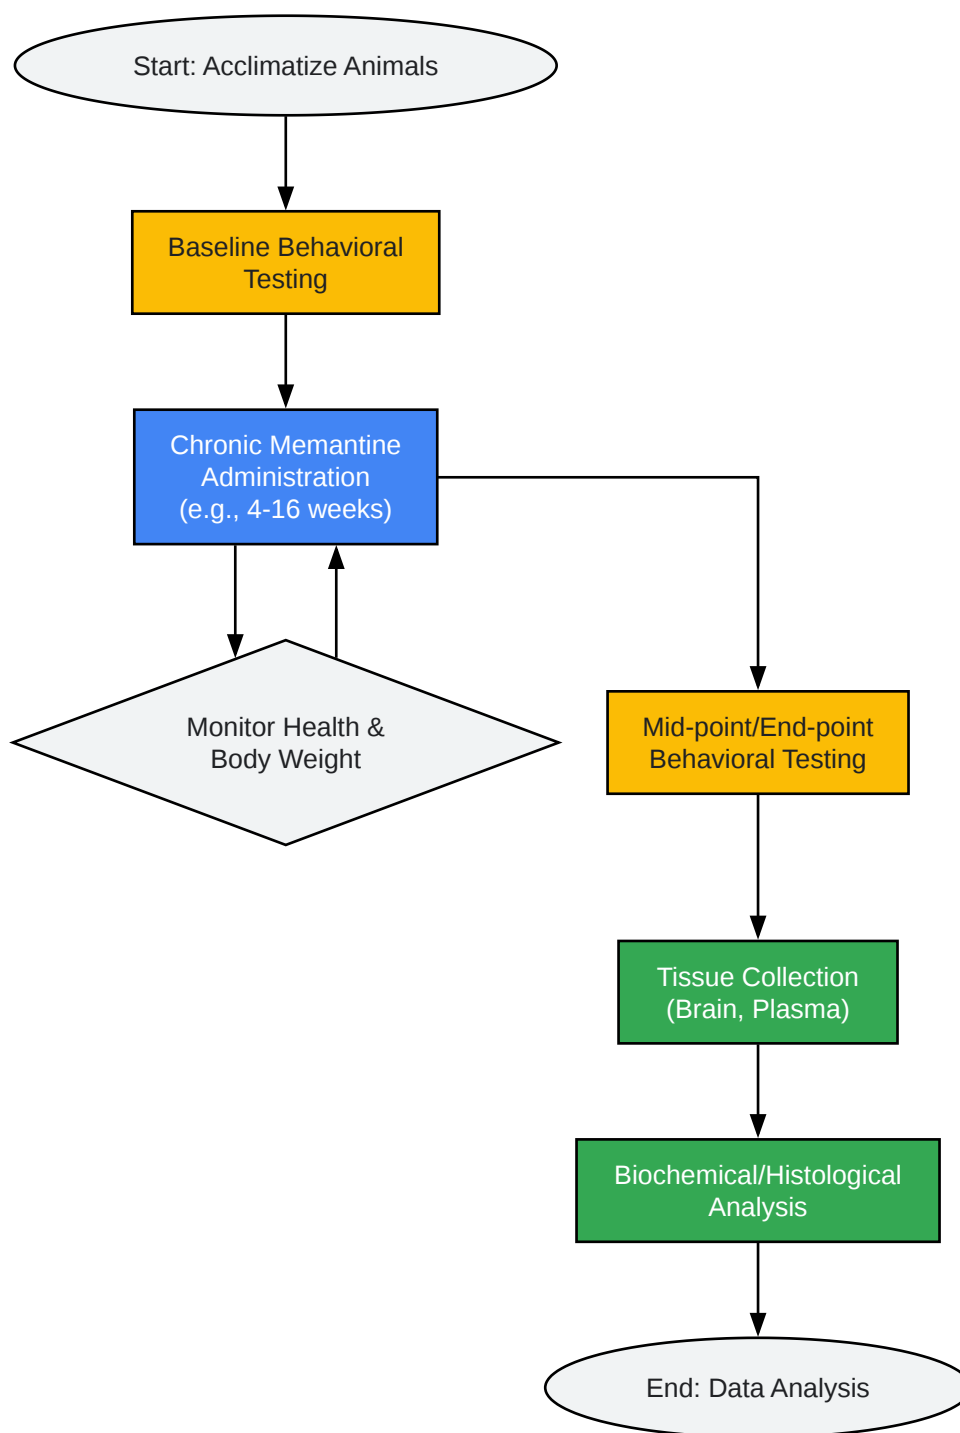 Start: Acclimatize Animals
Baseline Behavioral
Testing
Chronic Memantine
Administration
(e.g., 4-16 weeks)
Monitor Health &
Body Weight
Mid-point/End-point
Behavioral Testing
Tissue Collection
(Brain, Plasma)
Biochemical/Histological
Analysis
End: Data Analysis